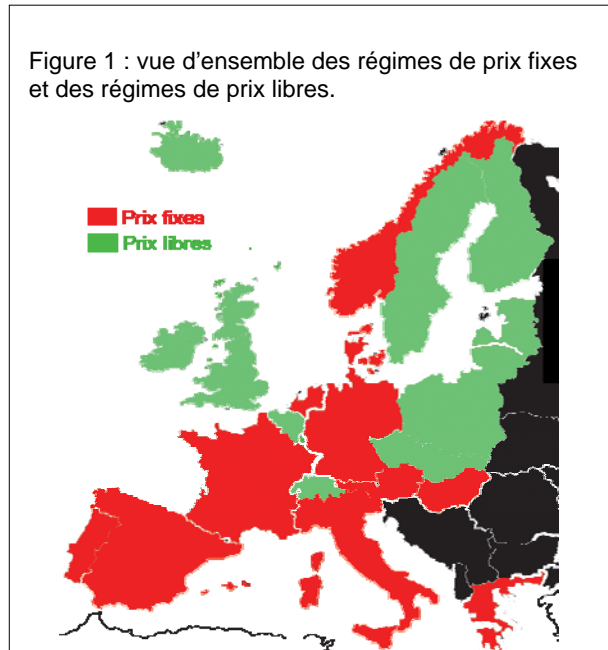 Figure 1 : vue d’ensemble des régimes de prix fixes
et des régimes de prix libres.
Prix fixes
Prix libres